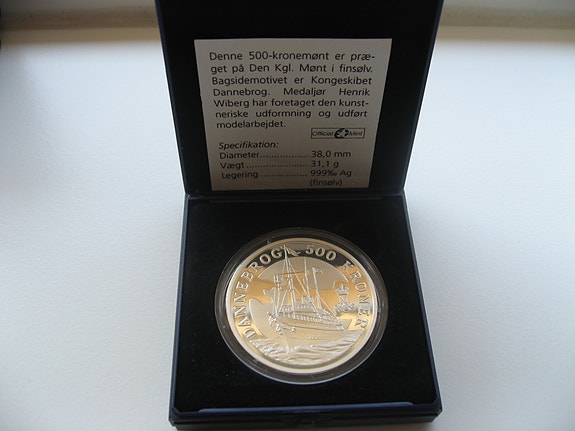 Denne 500-kronemønt er præ-
get på Den Kgl. Mønt i finsølv.
Bagsidemotivet er Kongeskibet
Dannebrog. Medaljør Henrik
Wiberg har foretaget den kunst-
neriske udformning og udført
modelarbejdet.
Official Mint
Specifikation:
Diameter................ 38,0 mm
Vægt...................... 31,1 g
Legering ................ 999‰ Ag
(finsølv)
DANNEBROG 500 KRONER